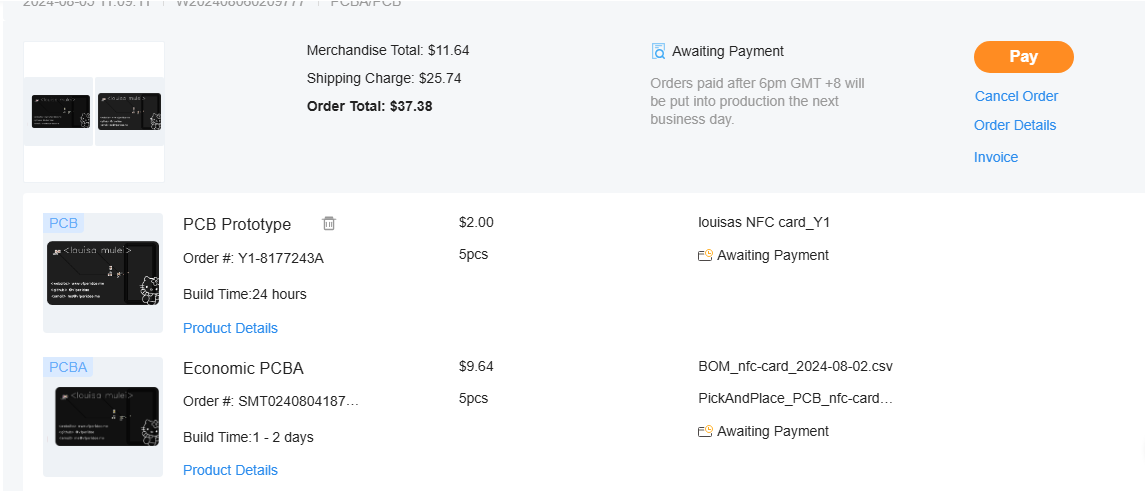 2024-08-05 11:09:11 W202408060209777 PCBA/PCB
Merchandise Total: $11.64
Shipping Charge: $25.74
Order Total: $37.38
Awaiting Payment
Orders paid after 6pm GMT +8 will
be put into production the next
business day.
Pay
Cancel Order
Order Details
Invoice
PCB
<louisa mulei>
PCB Prototype
Order #: Y1-8177243A
Build Time:24 hours
Product Details
$2.00
5pcs
louisas NFC card_Y1
Awaiting Payment
PCBA
<louisa mulei>
Economic PCBA
Order #: SMT0240804187…
Build Time:1 - 2 days
Product Details
$9.64
5pcs
BOM_nfc-card_2024-08-02.csv
PickAndPlace_PCB_nfc-card…
Awaiting Payment